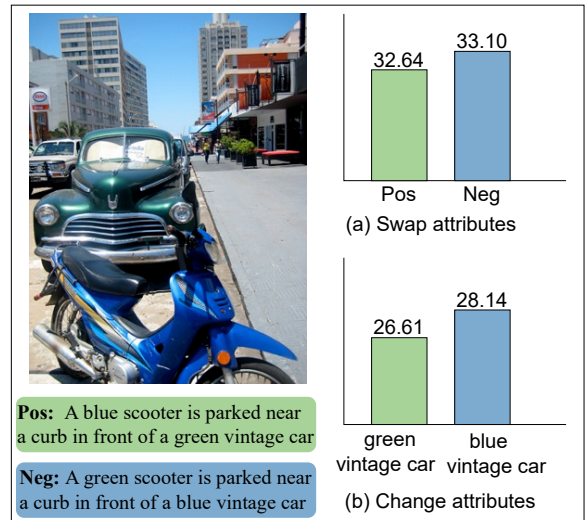 32.64
33.10
Pos
Neg
(a) Swap attributes
26.61
28.14
green
vintage car
blue
vintage car
(b) Change attributes
Pos: A blue scooter is parked near
a curb in front of a green vintage car
Neg: A green scooter is parked near
a curb in front of a blue vintage car